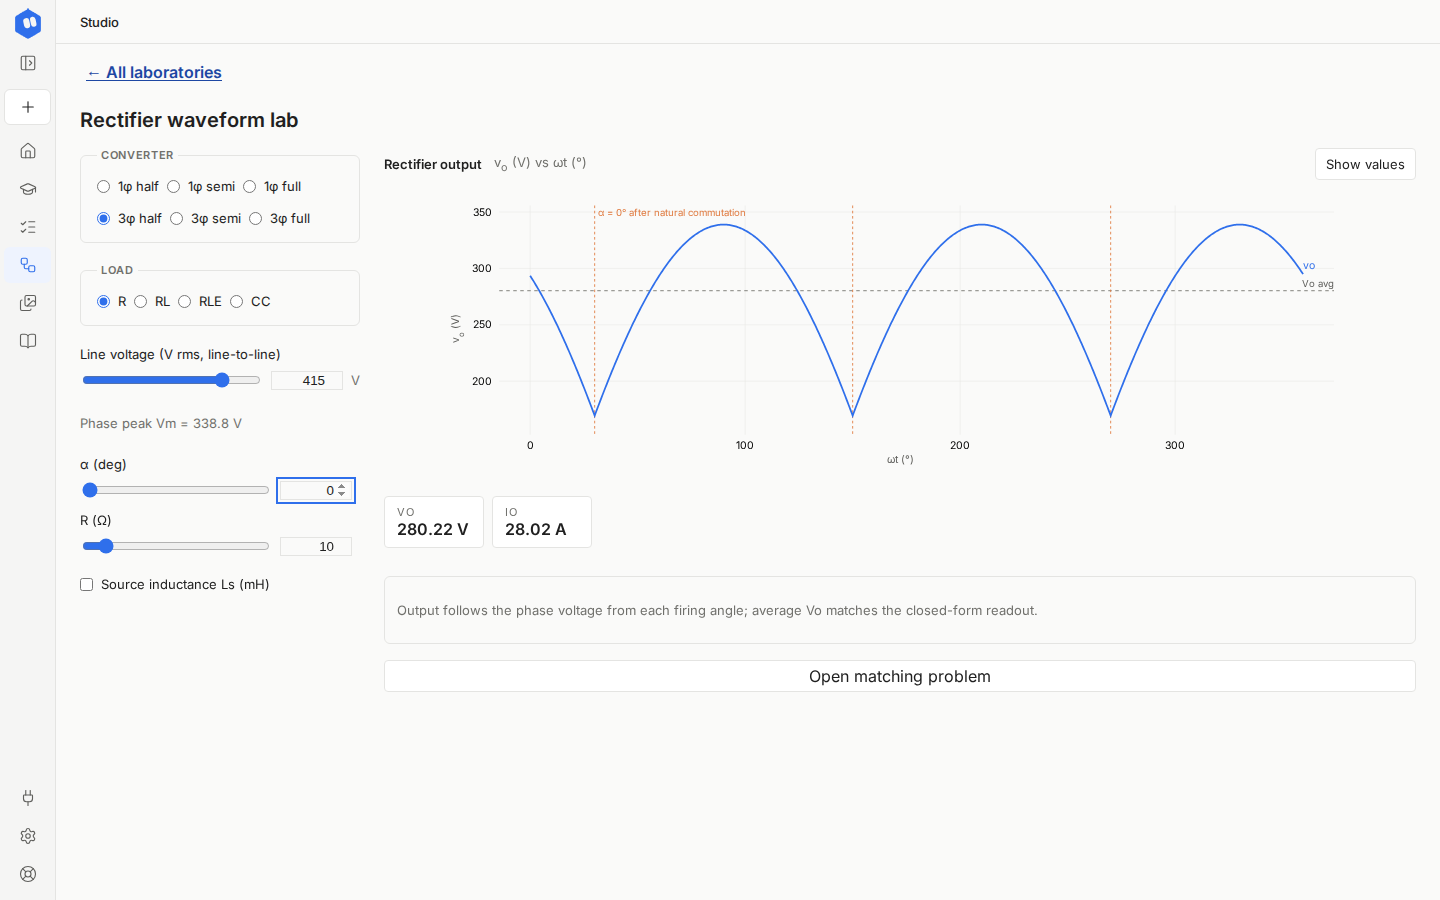 Studio
← All laboratories
Rectifier waveform lab
CONVERTER
1φ half 1φ semi 1φ full
3φ half 3φ semi 3φ full
LOAD
R RL RLE CC
Line voltage (V rms, line-to-line)
415 V
Phase peak Vm = 338.8 V
α (deg)
0
R (Ω)
10
Source inductance Ls (mH)
Rectifier output vo (V) vs ωt (°)
Show values
α = 0° after natural commutation
350
300
250
200
vo (V)
vo
Vo avg
0 100 200 300
ωt (°)
VO
280.22 V
IO
28.02 A
Output follows the phase voltage from each firing angle; average Vo matches the closed-form readout.
Open matching problem